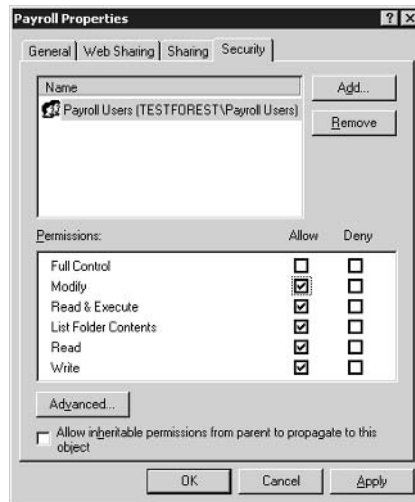 Payroll Properties
General Web Sharing Sharing Security
Name
Payroll Users (TESTFOREST\Payroll Users)
Add...
Remove
Permissions: Allow Deny
Full Control
Modify
Read & Execute
List Folder Contents
Read
Write
Advanced...
Allow inheritable permissions from parent to propagate to this
object
OK Cancel Apply